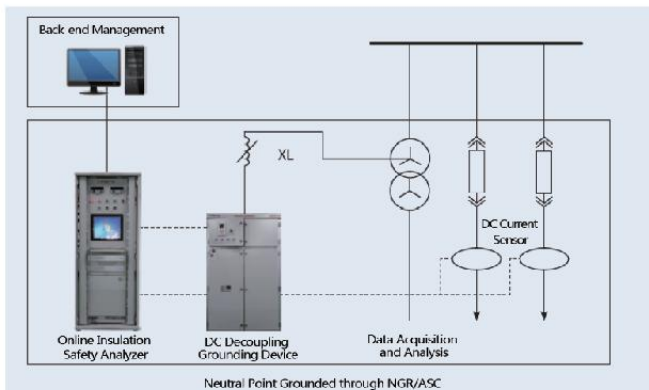 Back-end Management
XL
DC Current
Sensor
Online Insulation
Safety Analyzer
DC Decoupling
Grounding Device
Data Acquisition
and Analysis
Neutral Point Grounded through NGR/ASC